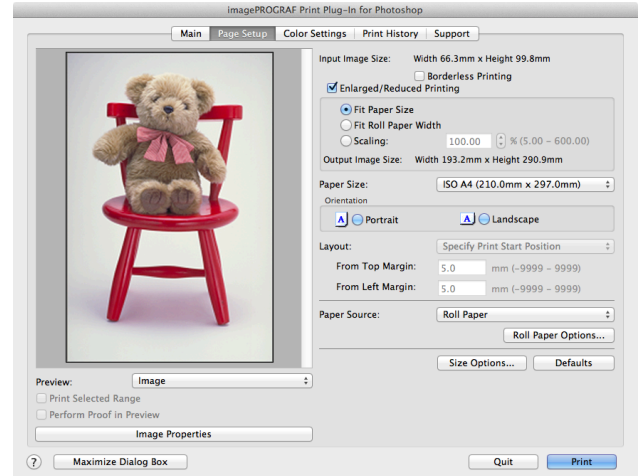 imagePROGRAF Print Plug-In for Photoshop
Main Page Setup Color Settings Print History Support
Input Image Size: Width 66.3mm x Height 99.8mm
Borderless Printing
Enlarged/Reduced Printing
Fit Paper Size
Fit Roll Paper Width
Scaling: 100.00 % (5.00 - 600.00)
Output Image Size: Width 193.2mm x Height 290.9mm
Paper Size: ISO A4 (210.0mm x 297.0mm)
Orientation
A Portrait A Landscape
Layout: Specify Print Start Position
From Top Margin: 5.0 mm (-9999 - 9999)
From Left Margin: 5.0 mm (-9999 - 9999)
Paper Source: Roll Paper
Roll Paper Options...
Size Options... Defaults
Preview: Image
Print Selected Range
Perform Proof in Preview
Image Properties
? Maximize Dialog Box Quit Print